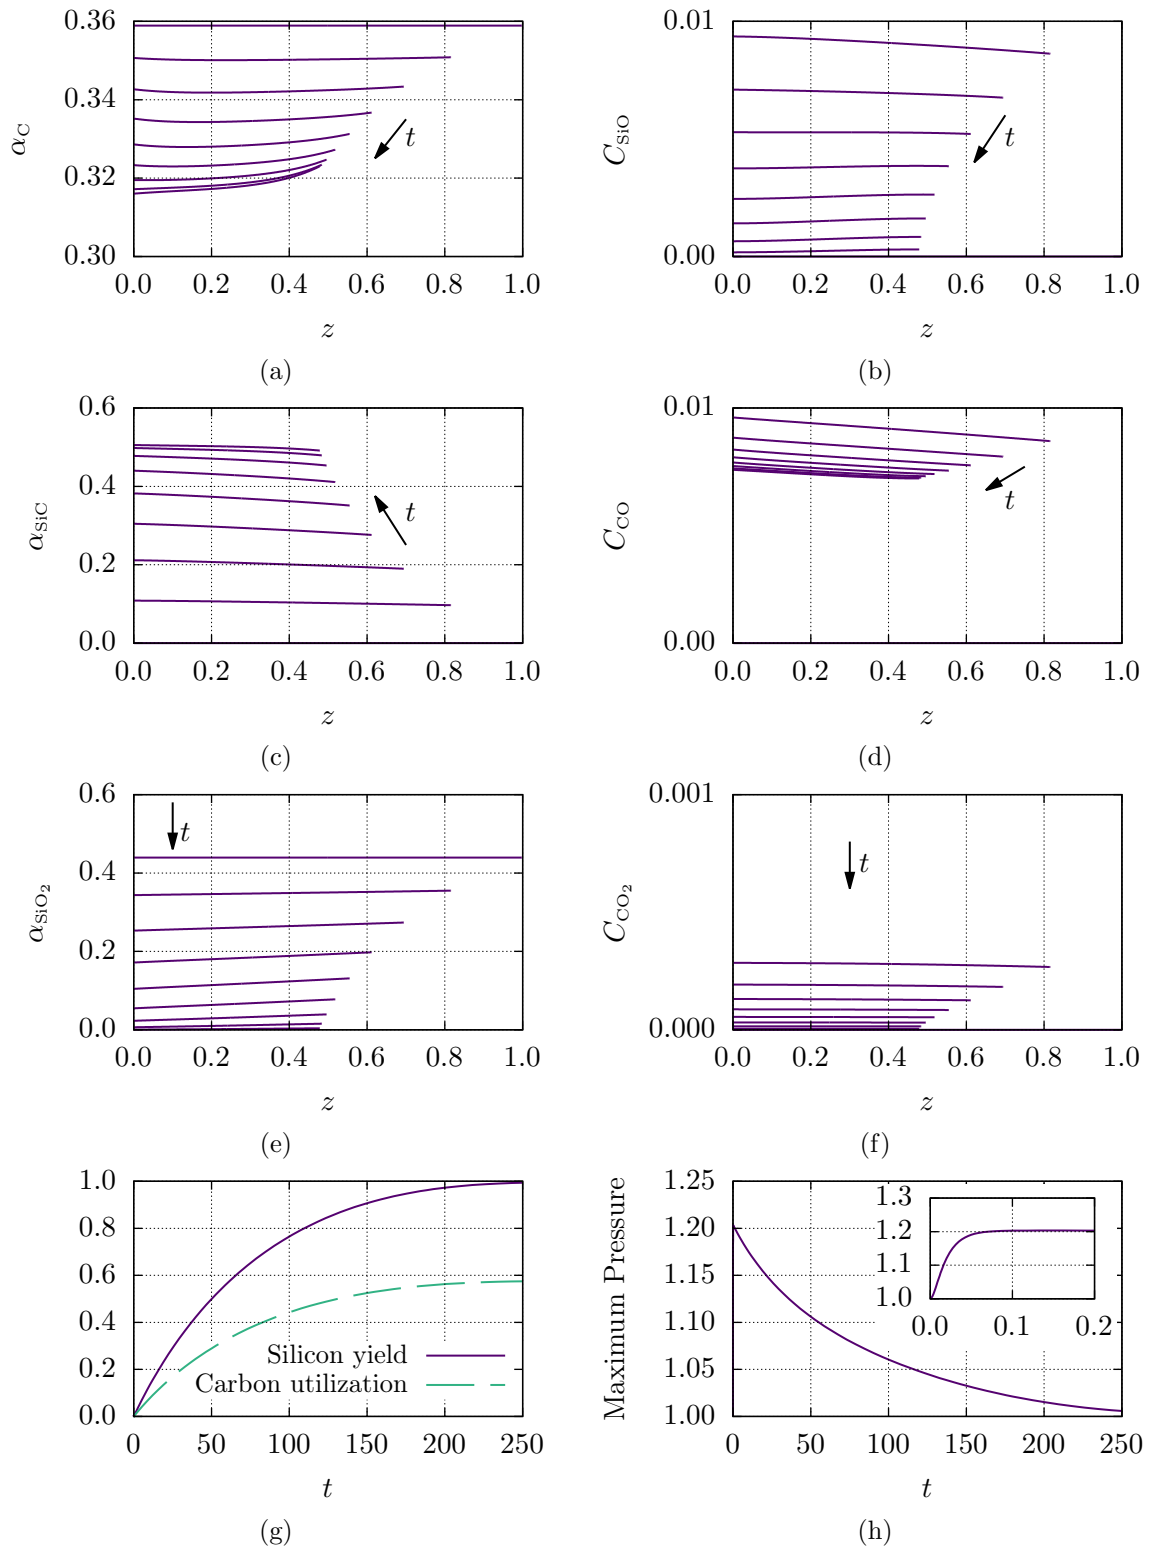 α_C
0.36
0.34
0.32
0.30
t
0.0 0.2 0.4 0.6 0.8 1.0
z
(a)
C_SiO
0.01
0.00
t
0.0 0.2 0.4 0.6 0.8 1.0
z
(b)
α_SiC
0.6
0.4
0.2
0.0
t
0.0 0.2 0.4 0.6 0.8 1.0
z
(c)
C_CO
0.01
0.00
t
0.0 0.2 0.4 0.6 0.8 1.0
z
(d)
α_SiO₂
0.6
0.4
0.2
0.0
t
0.0 0.2 0.4 0.6 0.8 1.0
z
(e)
C_CO₂
0.001
0.000
t
0.0 0.2 0.4 0.6 0.8 1.0
z
(f)
1.0
0.8
0.6
0.4
0.2
0.0
Silicon yield
Carbon utilization
0 50 100 150 200 250
t
(g)
Maximum Pressure
1.25
1.20
1.15
1.10
1.05
1.00
1.3
1.2
1.1
1.0
0.0 0.1 0.2
0 50 100 150 200 250
t
(h)